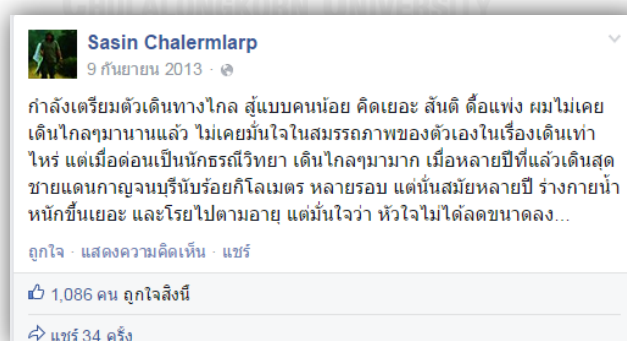 CHULALONGKORN UNIVERSITY
Sasin Chalermlarp
9 กันยายน 2013 ·
กำลังเตรียมตัวเดินทางไกล สู้แบบคนน้อย คิดเยอะ สันติ ดื้อแพ่ง ผมไม่เคย
เดินไกลๆมานานแล้ว ไม่เคยมั่นใจในสมรรถภาพของตัวเองในเรื่องเดินเท่า
ไหร่ แต่เมื่อด่อนเป็นนักธรณีวิทยา เดินไกลๆมามาก เมื่อหลายปีที่แล้วเดินสุด
ชายแดนกาญจนบุรีนับร้อยกิโลเมตร หลายรอบ แต่นั่นสมัยหลายปี ร่างกายน้ำ
หนักขึ้นเยอะ และโรยไปตามอายุ แต่มั่นใจว่า หัวใจไม่ได้ลดขนาดลง...
ถูกใจ · แสดงความคิดเห็น · แชร์
1,086 คน ถูกใจสิ่งนี้
แชร์ 34 ครั้ง